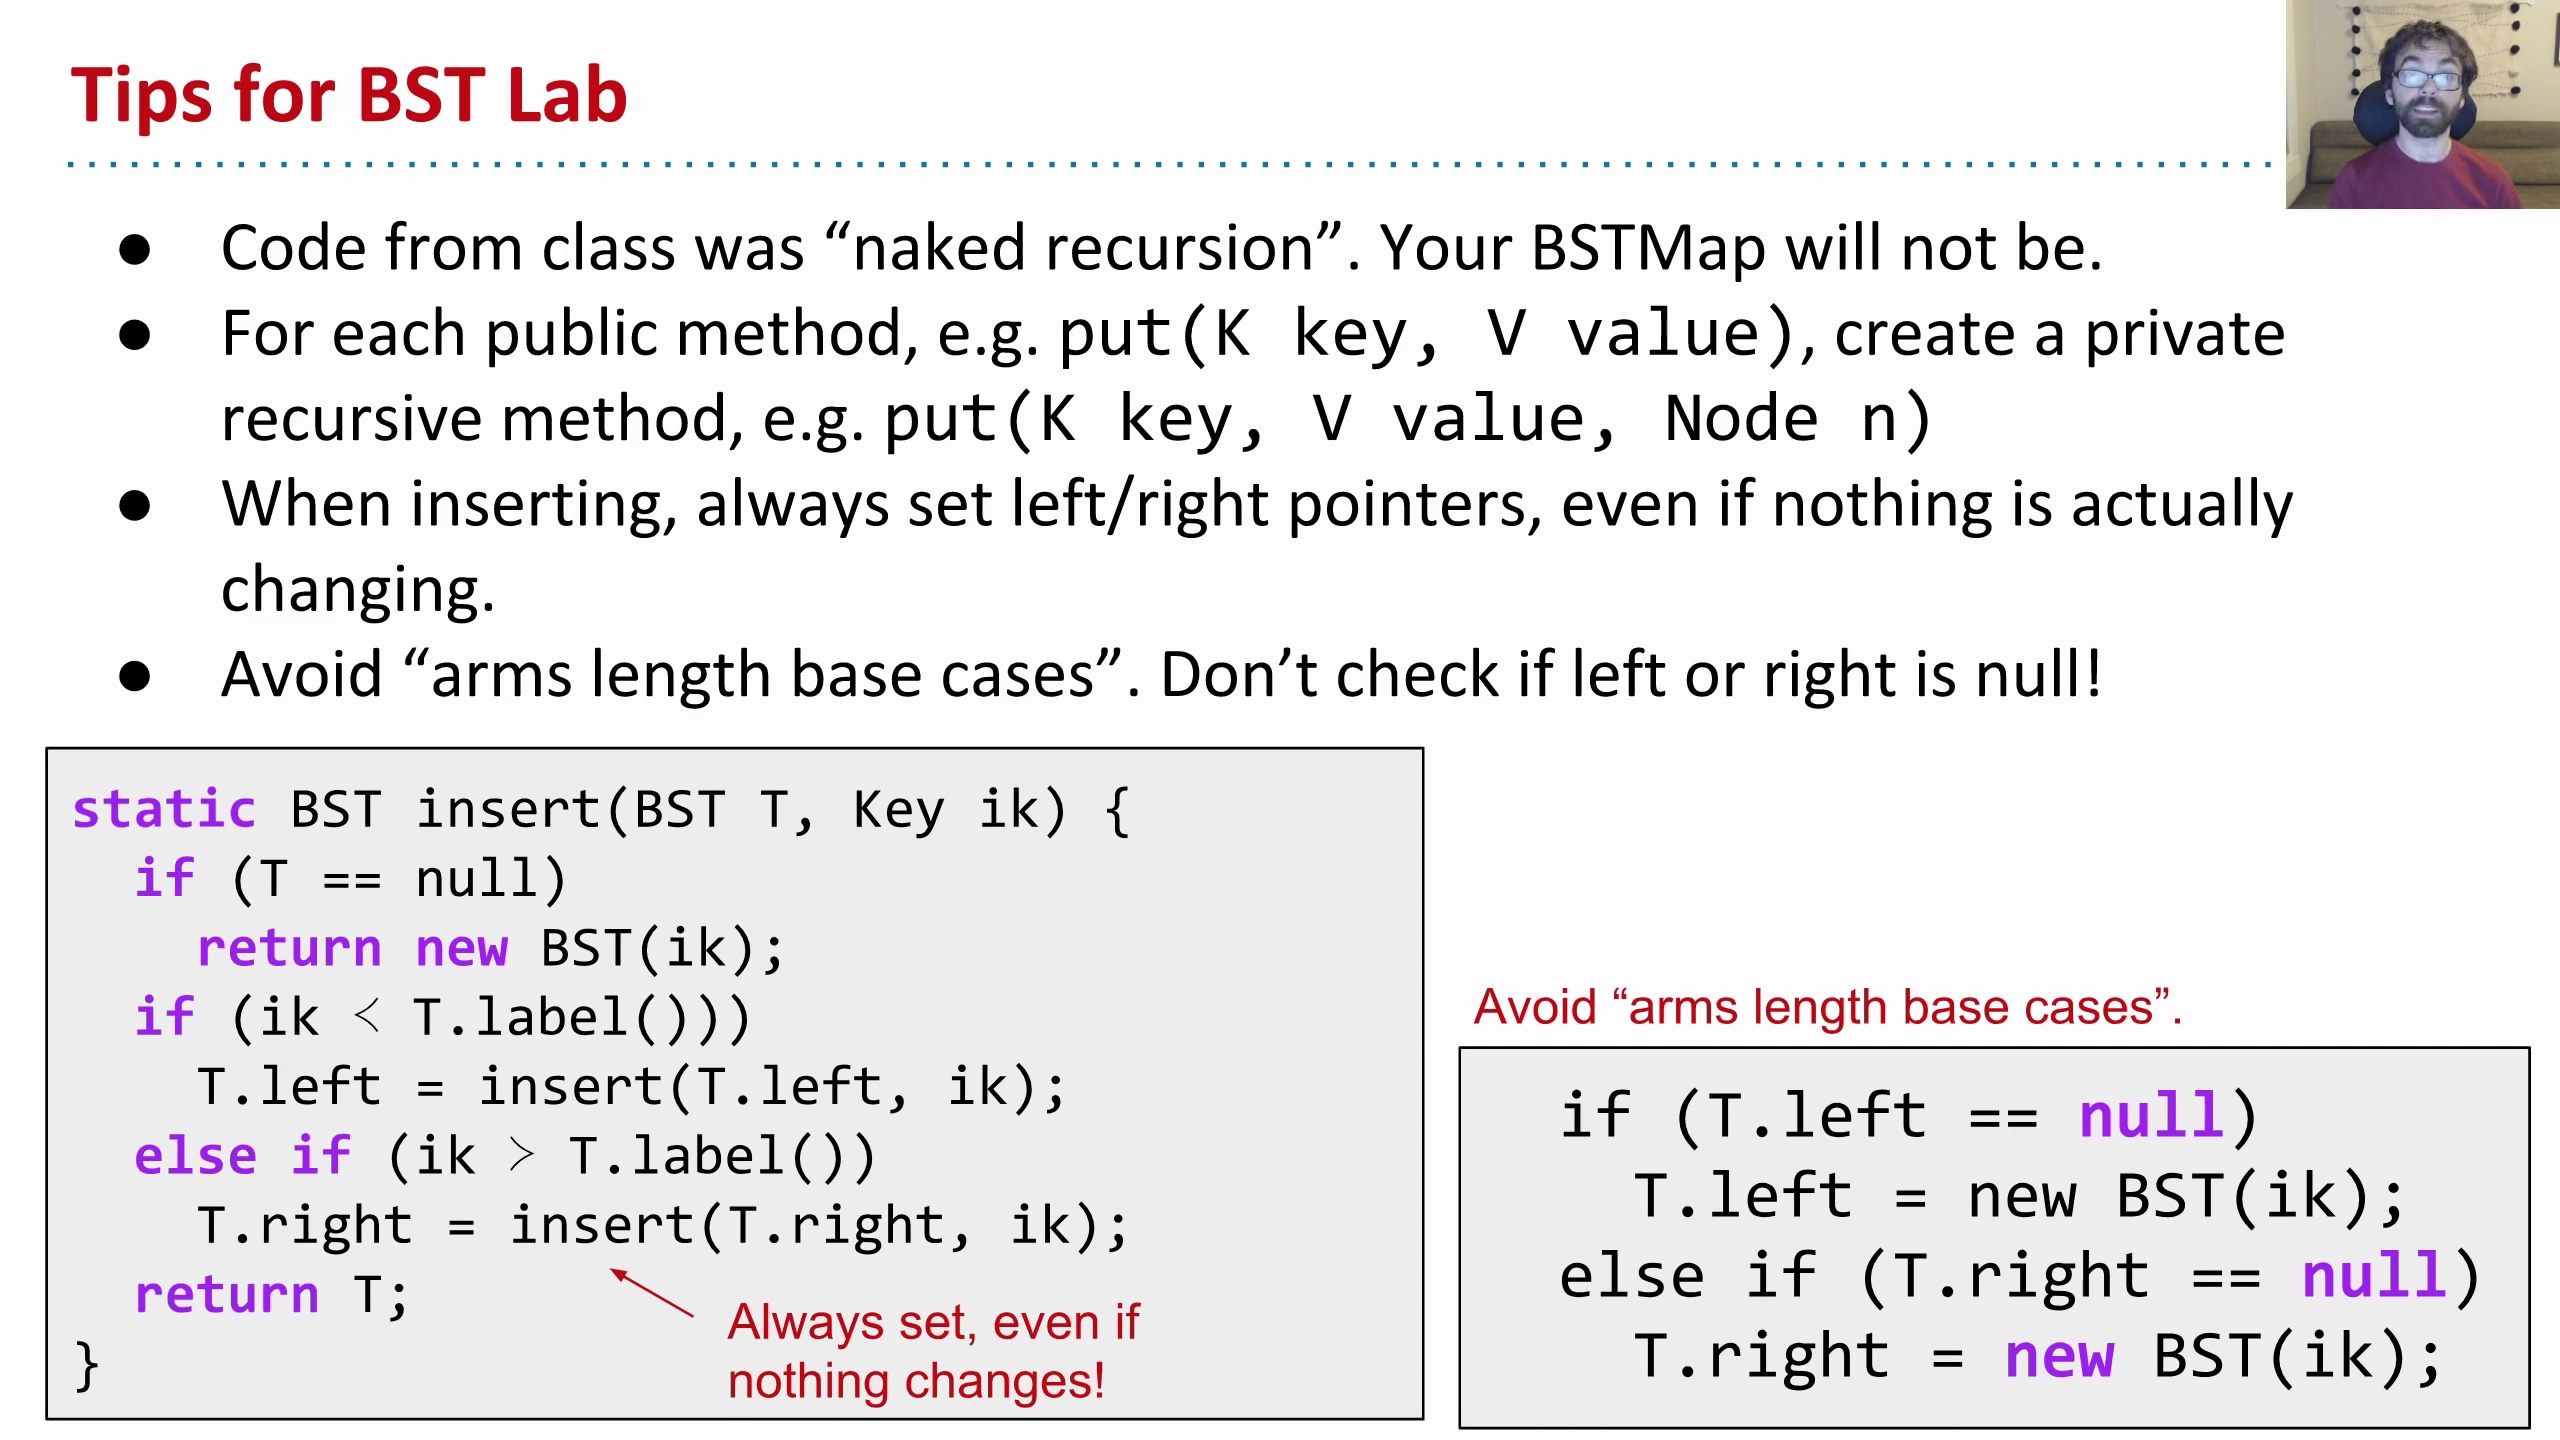 Tips for BST Lab
● Code from class was “naked recursion”. Your BSTMap will not be.
● For each public method, e.g. put(K key, V value), create a private
recursive method, e.g. put(K key, V value, Node n)
● When inserting, always set left/right pointers, even if nothing is actually
changing.
● Avoid “arms length base cases”. Don’t check if left or right is null!
static BST insert(BST T, Key ik) {
if (T == null)
return new BST(ik);
if (ik ≺ T.label()))
T.left = insert(T.left, ik);
else if (ik ≻ T.label())
T.right = insert(T.right, ik);
return T;
}
Always set, even if
nothing changes!
Avoid “arms length base cases”.
if (T.left == null)
T.left = new BST(ik);
else if (T.right == null)
T.right = new BST(ik);